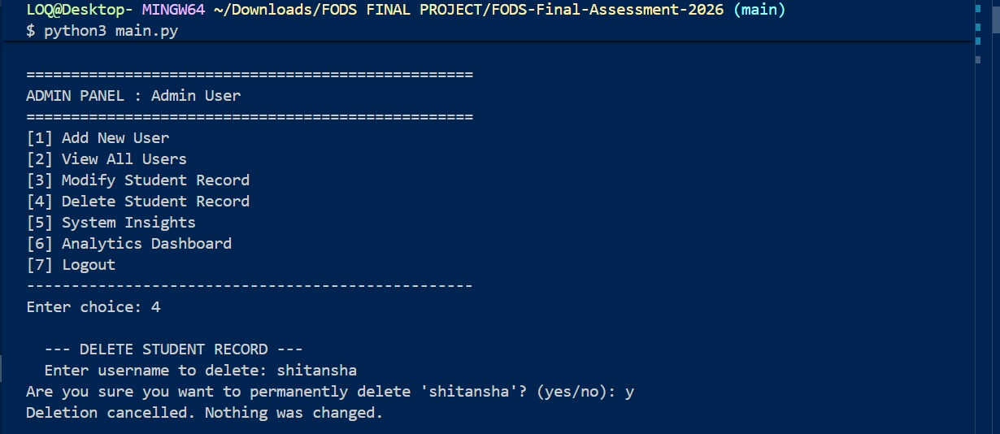 LOQ@Desktop- MINGW64 ~/Downloads/FODS FINAL PROJECT/FODS-Final-Assessment-2026 (main)
$ python3 main.py
==================================================
ADMIN PANEL : Admin User
==================================================
[1] Add New User
[2] View All Users
[3] Modify Student Record
[4] Delete Student Record
[5] System Insights
[6] Analytics Dashboard
[7] Logout
--------------------------------------------------
Enter choice: 4
--- DELETE STUDENT RECORD ---
Enter username to delete: shitansha
Are you sure you want to permanently delete 'shitansha'? (yes/no): y
Deletion cancelled. Nothing was changed.